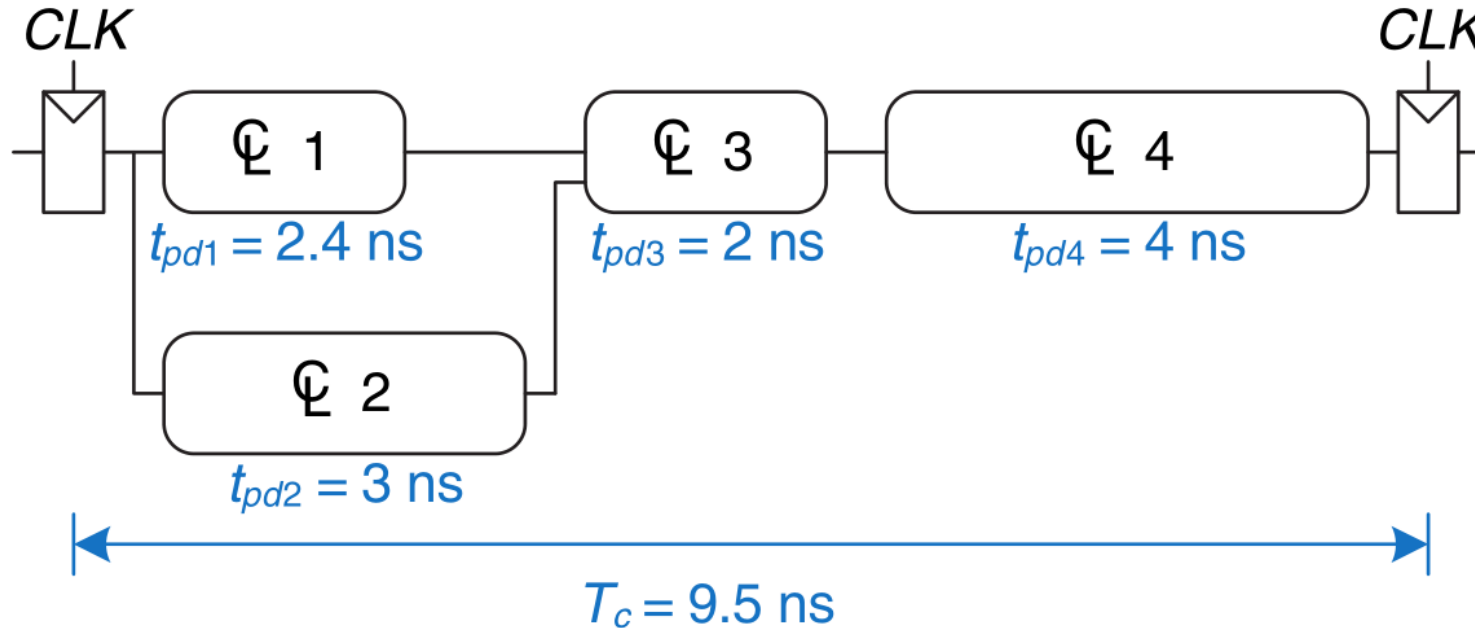 CLK
CLK
CL 1
CL 3
CL 4
tpd1 = 2.4 ns
tpd3 = 2 ns
tpd4 = 4 ns
CL 2
tpd2 = 3 ns
Tc = 9.5 ns